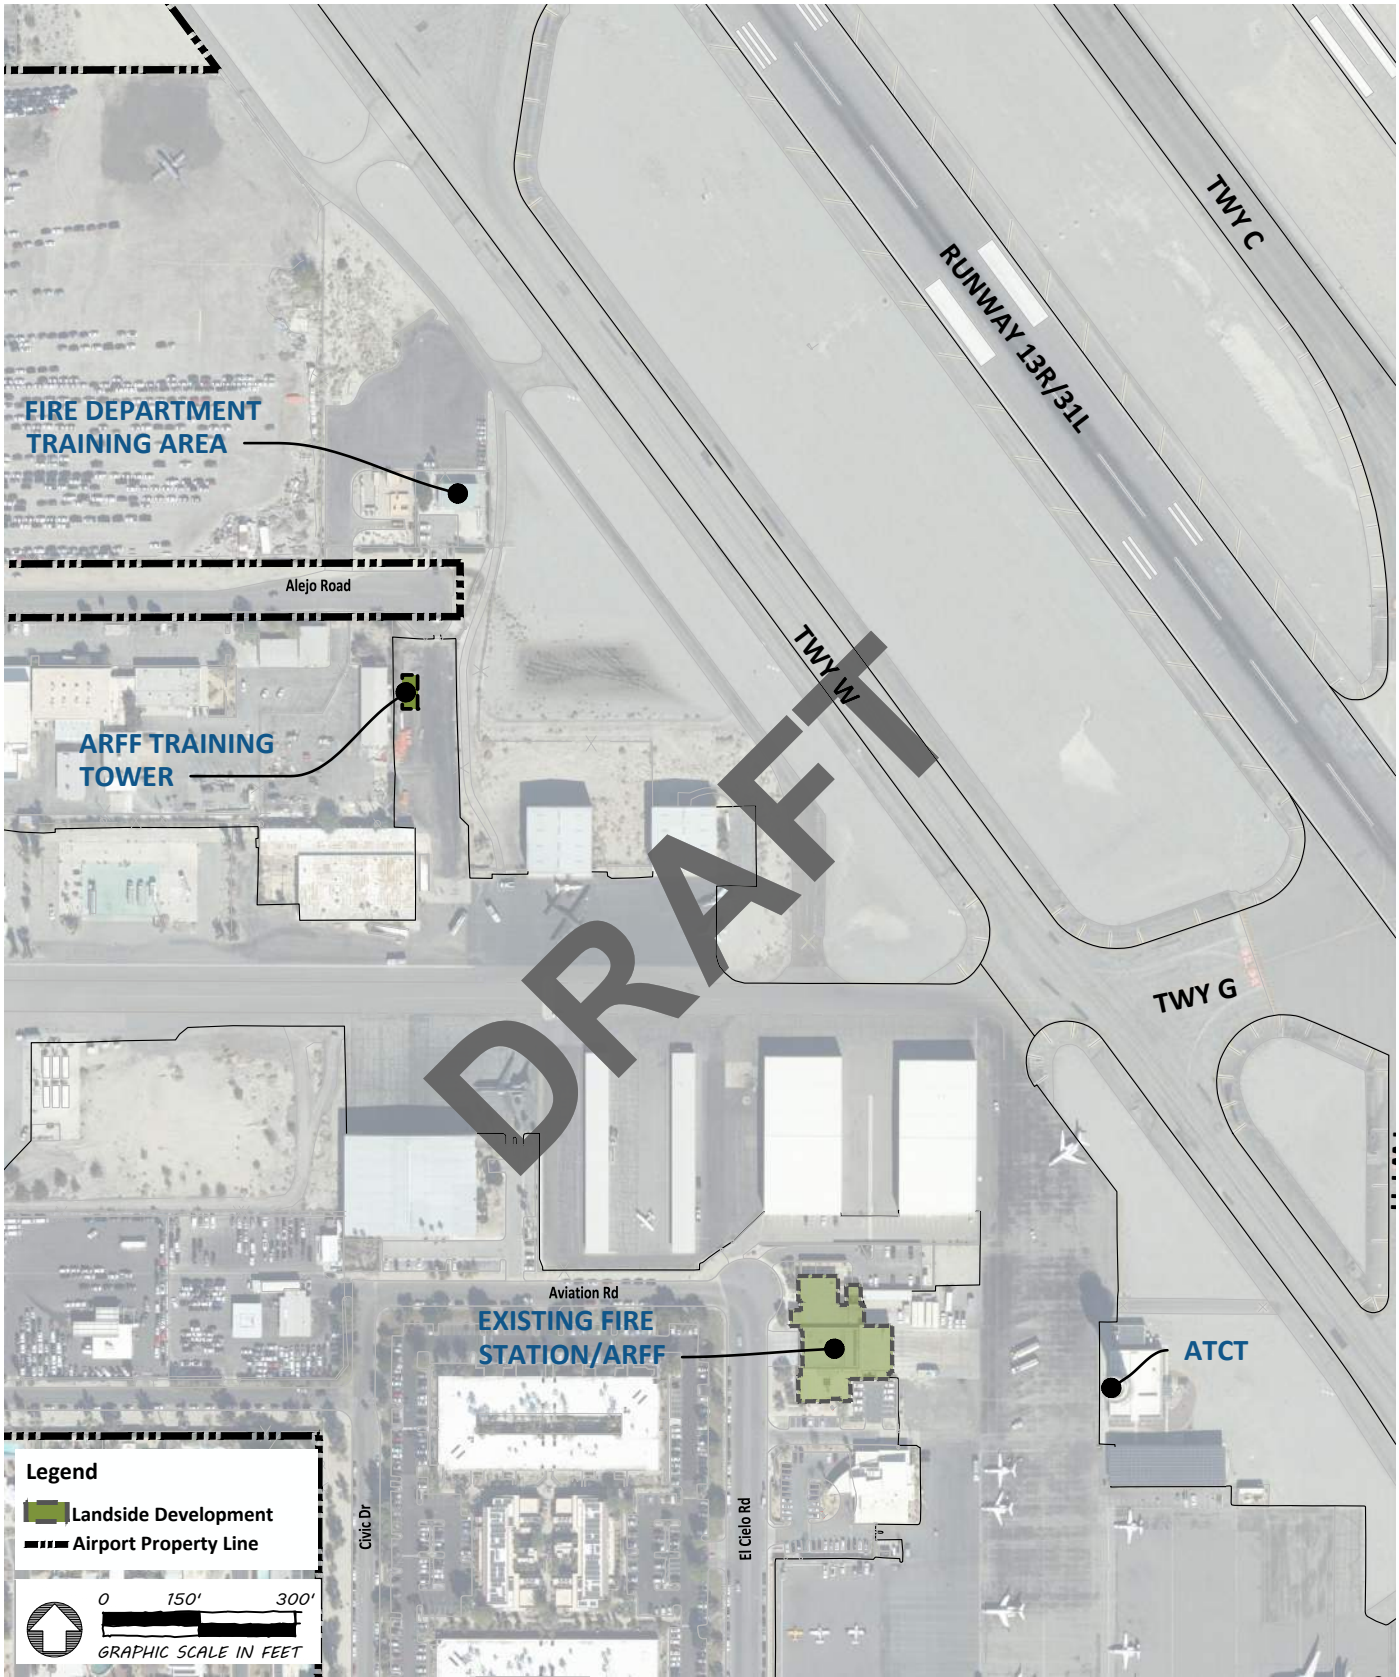 TWY C
RUNWAY 13R/31L
FIRE DEPARTMENT
TRAINING AREA
Alejo Road
TWY W
ARFF TRAINING
TOWER
DRAFT
TWY G
Aviation Rd
EXISTING FIRE
STATION/ARFF
ATCT
Civic Dr
El Cielo Rd
Legend
Landside Development
Airport Property Line
0 150' 300'
GRAPHIC SCALE IN FEET